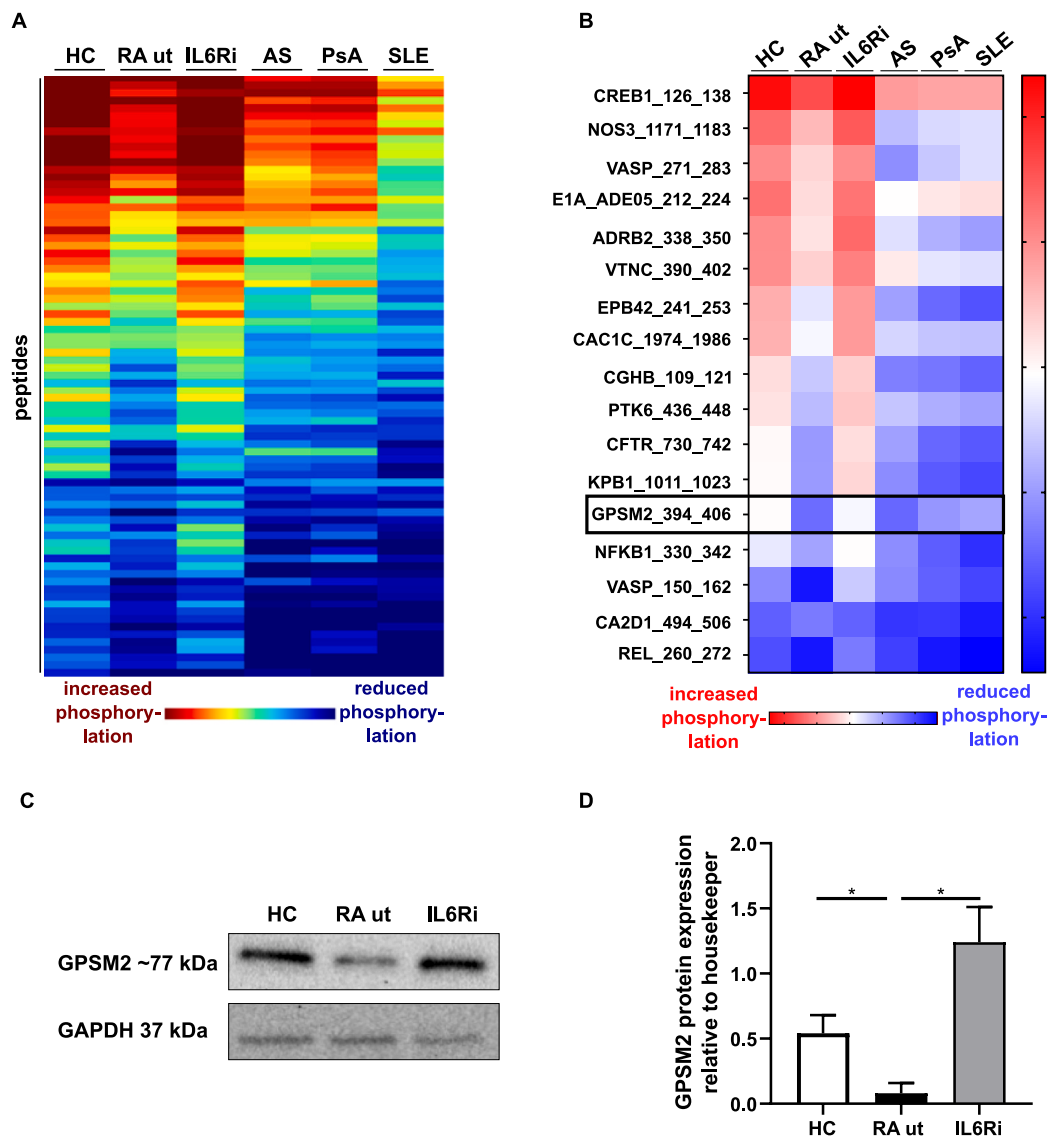 A
HC RA ut IL6Ri AS PsA SLE
peptides
increased
phosphory-
lation
reduced
phosphory-
lation
B
HC RA ut IL6Ri AS PsA SLE
CREB1_126_138
NOS3_1171_1183
VASP_271_283
E1A_ADE05_212_224
ADRB2_338_350
VTNC_390_402
EPB42_241_253
CAC1C_1974_1986
CGHB_109_121
PTK6_436_448
CFTR_730_742
KPB1_1011_1023
GPSM2_394_406
NFKB1_330_342
VASP_150_162
CA2D1_494_506
REL_260_272
increased
phosphory-
lation
reduced
phosphory-
lation
C
HC RA ut IL6Ri
GPSM2 ~77 kDa
GAPDH 37 kDa
D
GPSM2 protein expression
relative to housekeeper
2.0
1.5
1.0
0.5
0.0
* *
HC RA ut IL6Ri